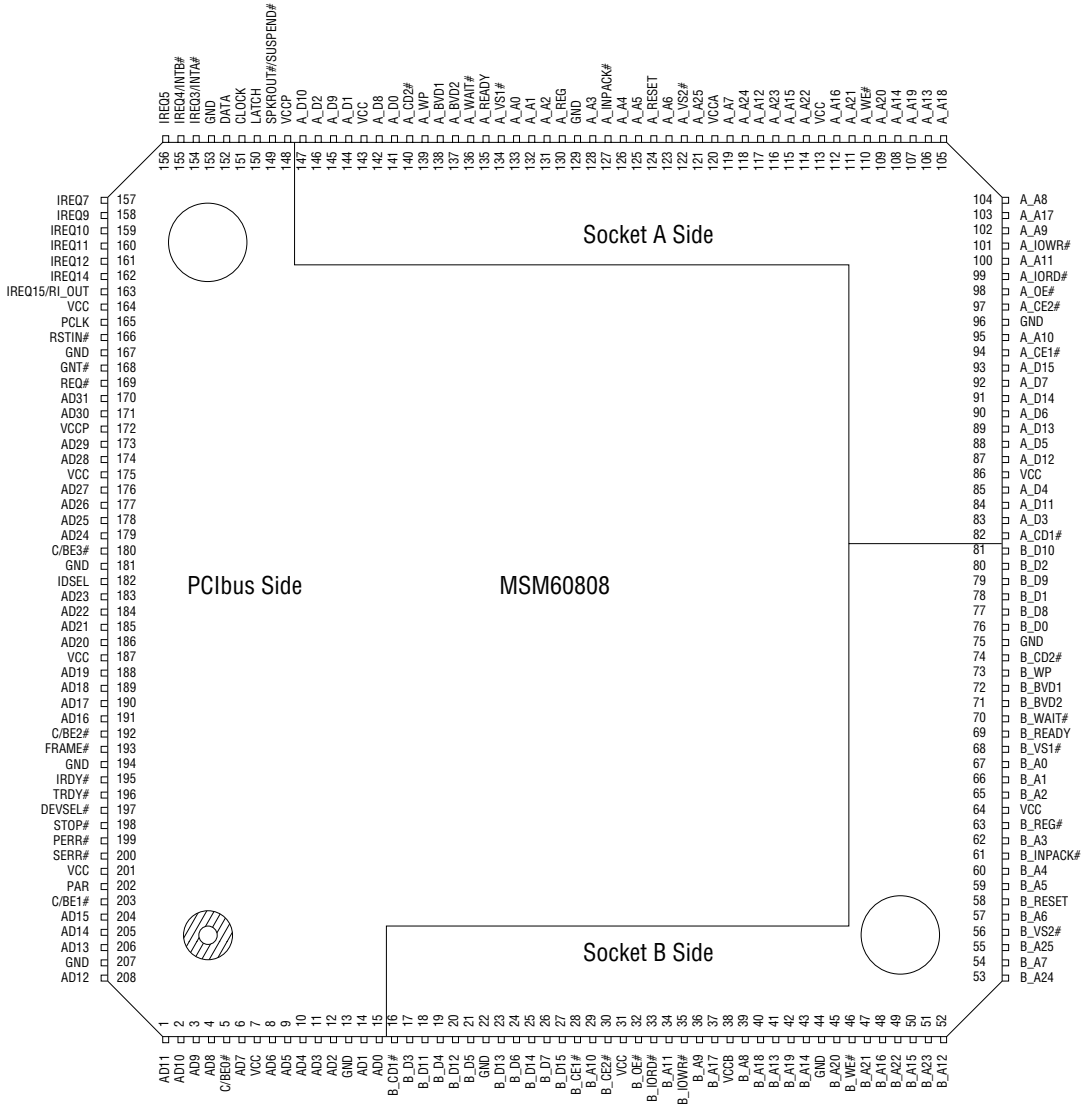 IREQ5
IREQ4/INTB#
IREQ3/INTA#
GND
DATA
CLOCK
LATCH
SPKROUT#/SUSPEND#
VCCP
A_D10
A_D2
A_D9
A_D1
VCC
A_D8
A_D0
A_CD2#
A_WP
A_BVD1
A_BVD2
A_WAIT#
A_READY
A_VS1#
A_A0
A_A1
A_A2
A_REG
GND
A_A3
A_INPACK#
A_A4
A_A5
A_RESET
A_A6
A_VS2#
A_A25
VCCA
A_A7
A_A24
A_A12
A_A23
A_A15
A_A22
VCC
A_A16
A_A21
A_WE#
A_A20
A_A14
A_A19
A_A13
A_A18
156
155
154
153
152
151
150
149
148
147
146
145
144
143
142
141
140
139
138
137
136
135
134
133
132
131
130
129
128
127
126
125
124
123
122
121
120
119
118
117
116
115
114
113
112
111
110
109
108
107
106
105
IREQ7 157
IREQ9 158
IREQ10 159
IREQ11 160
IREQ12 161
IREQ14 162
IREQ15/RI_OUT 163
VCC 164
PCLK 165
RSTIN# 166
GND 167
GNT# 168
REQ# 169
AD31 170
AD30 171
VCCP 172
AD29 173
AD28 174
VCC 175
AD27 176
AD26 177
AD25 178
AD24 179
C/BE3# 180
GND 181
IDSEL 182
AD23 183
AD22 184
AD21 185
AD20 186
VCC 187
AD19 188
AD18 189
AD17 190
AD16 191
C/BE2# 192
FRAME# 193
GND 194
IRDY# 195
TRDY# 196
DEVSEL# 197
STOP# 198
PERR# 199
SERR# 200
VCC 201
PAR 202
C/BE1# 203
AD15 204
AD14 205
AD13 206
GND 207
AD12 208
Socket A Side
PCIbus Side
MSM60808
Socket B Side
104 A_A8
103 A_A17
102 A_A9
101 A_IOWR#
100 A_A11
99 A_IORD#
98 A_OE#
97 A_CE2#
96 GND
95 A_A10
94 A_CE1#
93 A_D15
92 A_D7
91 A_D14
90 A_D6
89 A_D13
88 A_D5
87 A_D12
86 VCC
85 A_D4
84 A_D11
83 A_D3
82 A_CD1#
81 B_D10
80 B_D2
79 B_D9
78 B_D1
77 B_D8
76 B_D0
75 GND
74 B_CD2#
73 B_WP
72 B_BVD1
71 B_BVD2
70 B_WAIT#
69 B_READY
68 B_VS1#
67 B_A0
66 B_A1
65 B_A2
64 VCC
63 B_REG#
62 B_A3
61 B_INPACK#
60 B_A4
59 B_A5
58 B_RESET
57 B_A6
56 B_VS2#
55 B_A25
54 B_A7
53 B_A24
1
2
3
4
5
6
7
8
9
10
11
12
13
14
15
16
17
18
19
20
21
22
23
24
25
26
27
28
29
30
31
32
33
34
35
36
37
38
39
40
41
42
43
44
45
46
47
48
49
50
51
52
AD11
AD10
AD9
AD8
C/BE0#
AD7
VCC
AD6
AD5
AD4
AD3
AD2
GND
AD1
AD0
B_CD1#
B_D3
B_D11
B_D4
B_D12
B_D5
GND
B_D13
B_D6
B_D14
B_D7
B_D15
B_CE1#
B_A10
B_CE2#
VCC
B_OE#
B_IORD#
B_A11
B_IOWR#
B_A9
B_A17
VCCB
B_A8
B_A18
B_A13
B_A19
B_A14
GND
B_A20
B_WE#
B_A21
B_A16
B_A22
B_A15
B_A23
B_A12